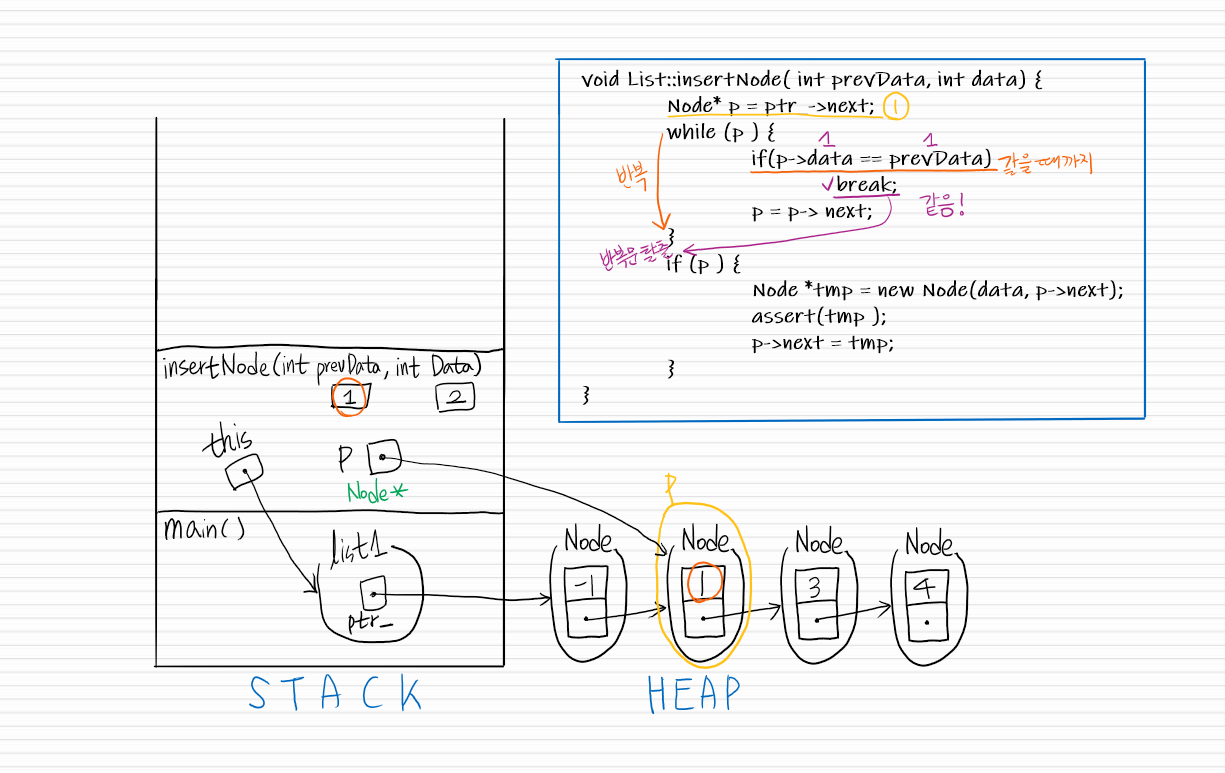 void List::insertNode( int prevData, int data) {
Node* p = ptr_->next; 1
while (p ) {
1 1
if(p->data == prevData) 같을때까지
반복
✓break;
p = p-> next; 같음!
}
반복문 탈출
if (p ) {
Node *tmp = new Node(data, p->next);
assert(tmp );
p->next = tmp;
}
}
insertNode(int prevData, int Data)
1 2
this
p
Node*
main()
list1
ptr_
p
Node Node Node Node
-1 1 3 4
STACK HEAP